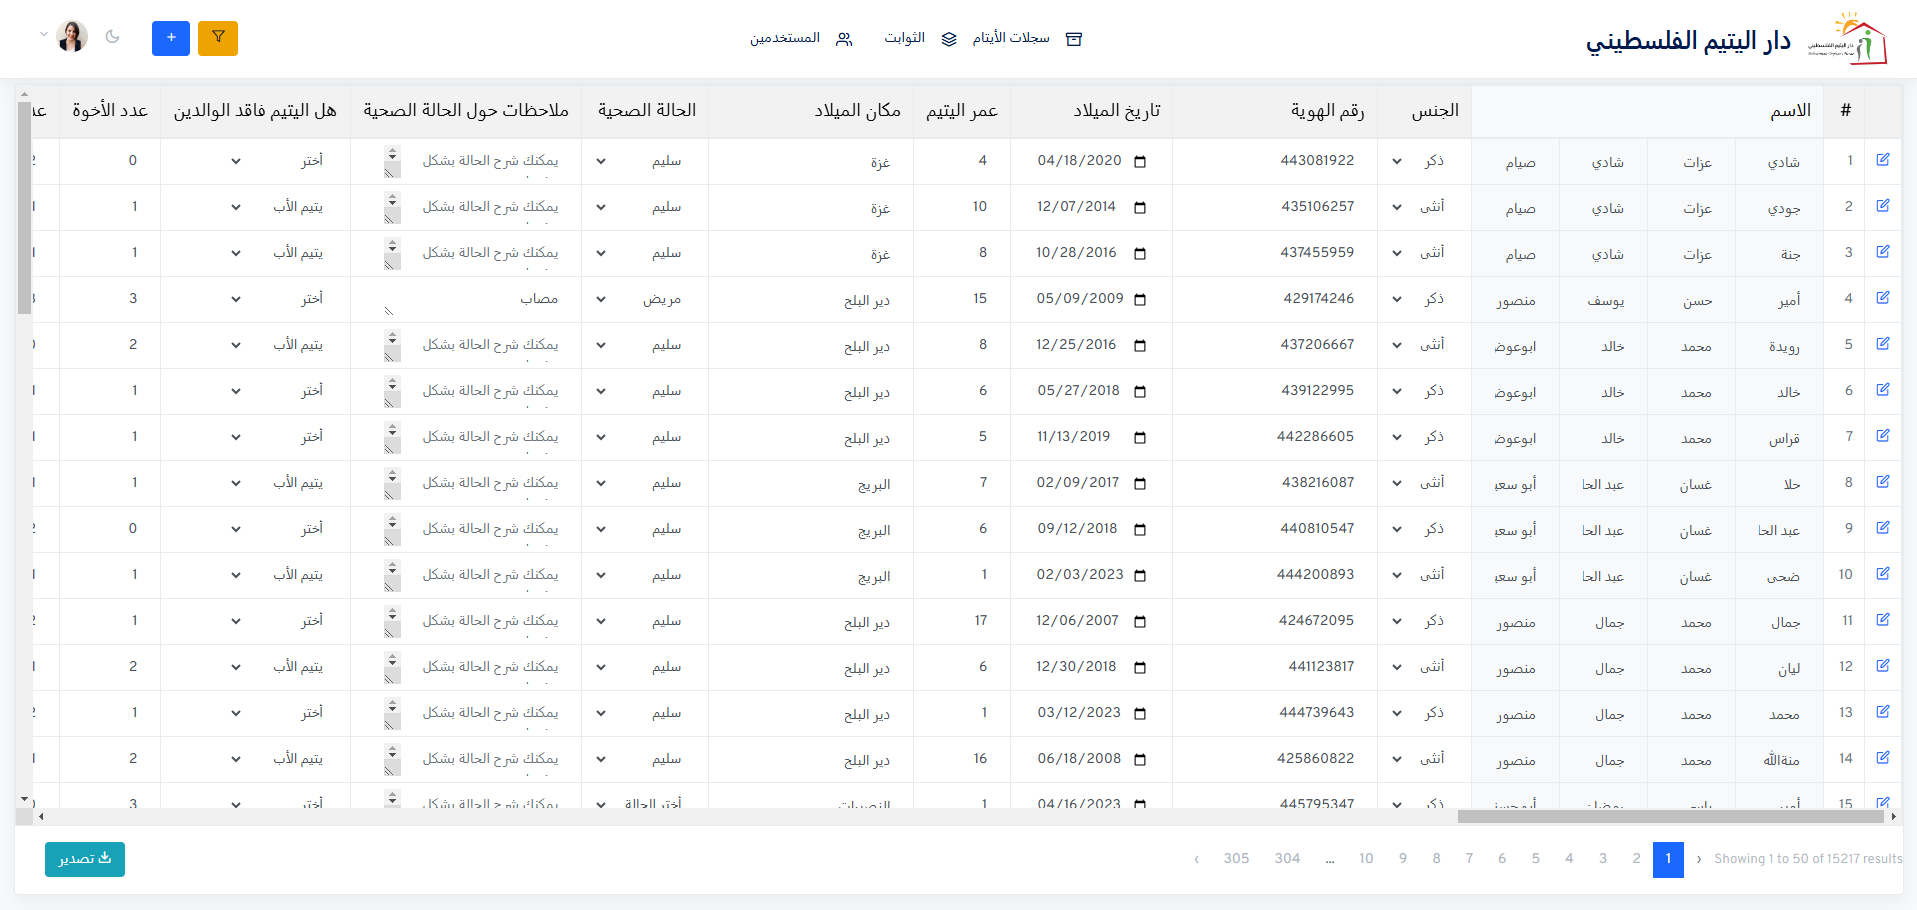 دار اليتيم الفلسطيني
سجلات الأيتام
الثوابت
المستخدمين
+
# الاسم الجنس رقم الهوية تاريخ الميلاد عمر اليتيم مكان الميلاد الحالة الصحية ملاحظات حول الحالة الصحية هل اليتيم فاقد الوالدين عدد الأخوة
1 شادي عزات شادي صيام ذكر 443081922 04/18/2020 4 غزة سليم يمكنك شرح الحالة بشكل أختر 0
2 جودي عزات شادي صيام أنثى 435106257 12/07/2014 10 غزة سليم يمكنك شرح الحالة بشكل يتيم الأب 1
3 جنة عزات شادي صيام أنثى 437455959 10/28/2016 8 غزة سليم يمكنك شرح الحالة بشكل يتيم الأب 1
4 أمير حسن يوسف منصور ذكر 429174246 05/09/2009 15 دير البلح مريض مصاب أختر 3
5 رويدة محمد خالد ابوعوض أنثى 437206667 12/25/2016 8 دير البلح سليم يمكنك شرح الحالة بشكل يتيم الأب 2
6 خالد محمد خالد ابوعوض ذكر 439122995 05/27/2018 6 دير البلح سليم يمكنك شرح الحالة بشكل أختر 1
7 قراس محمد خالد ابوعوض ذكر 442286605 11/13/2019 5 دير البلح سليم يمكنك شرح الحالة بشكل أختر 1
8 حلا غسان عبد الحا أبو سعي أنثى 438216087 02/09/2017 7 البريج سليم يمكنك شرح الحالة بشكل يتيم الأب 1
9 عبد الحا غسان عبد الحا أبو سعي ذكر 440810547 09/12/2018 6 البريج سليم يمكنك شرح الحالة بشكل أختر 0
10 ضحى غسان عبد الحا أبو سعي أنثى 444200893 02/03/2023 1 البريج سليم يمكنك شرح الحالة بشكل يتيم الأب 1
11 جمال محمد جمال منصور ذكر 424672095 12/06/2007 17 دير البلح سليم يمكنك شرح الحالة بشكل أختر 1
12 ليان محمد جمال منصور أنثى 441123817 12/30/2018 6 دير البلح سليم يمكنك شرح الحالة بشكل يتيم الأب 2
13 محمد محمد جمال منصور ذكر 444739643 03/12/2023 1 دير البلح سليم يمكنك شرح الحالة بشكل أختر 1
14 منةالله محمد جمال منصور أنثى 425860822 06/18/2008 16 دير البلح سليم يمكنك شرح الحالة بشكل يتيم الأب 2
15 أمير رمضان ذكر 445795347 04/16/2023 1 النصيرات أختر الحالة يمكنك شرح الحالة بشكل أختر 3
Showing 1 to 50 of 15217 results › 1 2 3 4 5 6 7 8 9 10 ... 304 305 ‹
تصدير